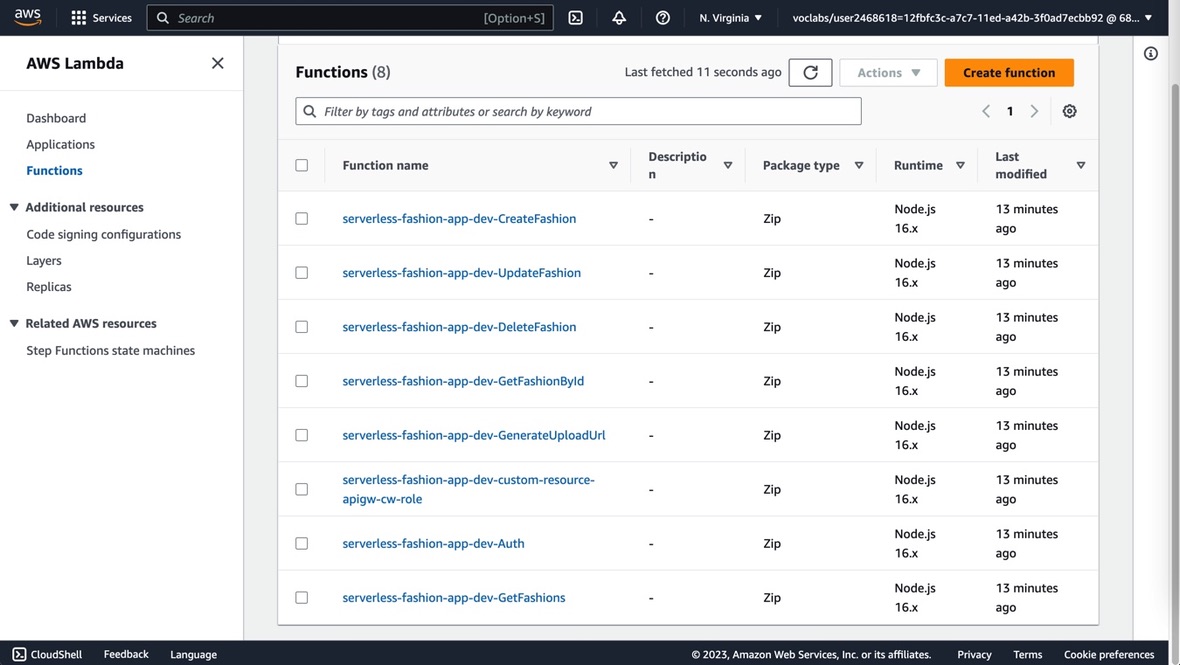 aws
Services
Search
[Option+S]
N. Virginia
voclabs/user2468618=12fbfc3c-a7c7-11ed-a42b-3f0ad7ecbb92 @ 68...
AWS Lambda
Dashboard
Applications
Functions
Additional resources
Code signing configurations
Layers
Replicas
Related AWS resources
Step Functions state machines
Functions (8)
Last fetched 11 seconds ago
Actions
Create function
Filter by tags and attributes or search by keyword
1
Function name
Descriptio
n
Package type
Runtime
Last
modified
serverless-fashion-app-dev-CreateFashion
-
Zip
Node.js
16.x
13 minutes
ago
serverless-fashion-app-dev-UpdateFashion
-
Zip
Node.js
16.x
13 minutes
ago
serverless-fashion-app-dev-DeleteFashion
-
Zip
Node.js
16.x
13 minutes
ago
serverless-fashion-app-dev-GetFashionById
-
Zip
Node.js
16.x
13 minutes
ago
serverless-fashion-app-dev-GenerateUploadUrl
-
Zip
Node.js
16.x
13 minutes
ago
serverless-fashion-app-dev-custom-resource-
apigw-cw-role
-
Zip
Node.js
16.x
13 minutes
ago
serverless-fashion-app-dev-Auth
-
Zip
Node.js
16.x
13 minutes
ago
serverless-fashion-app-dev-GetFashions
-
Zip
Node.js
16.x
13 minutes
ago
CloudShell
Feedback
Language
© 2023, Amazon Web Services, Inc. or its affiliates.
Privacy
Terms
Cookie preferences